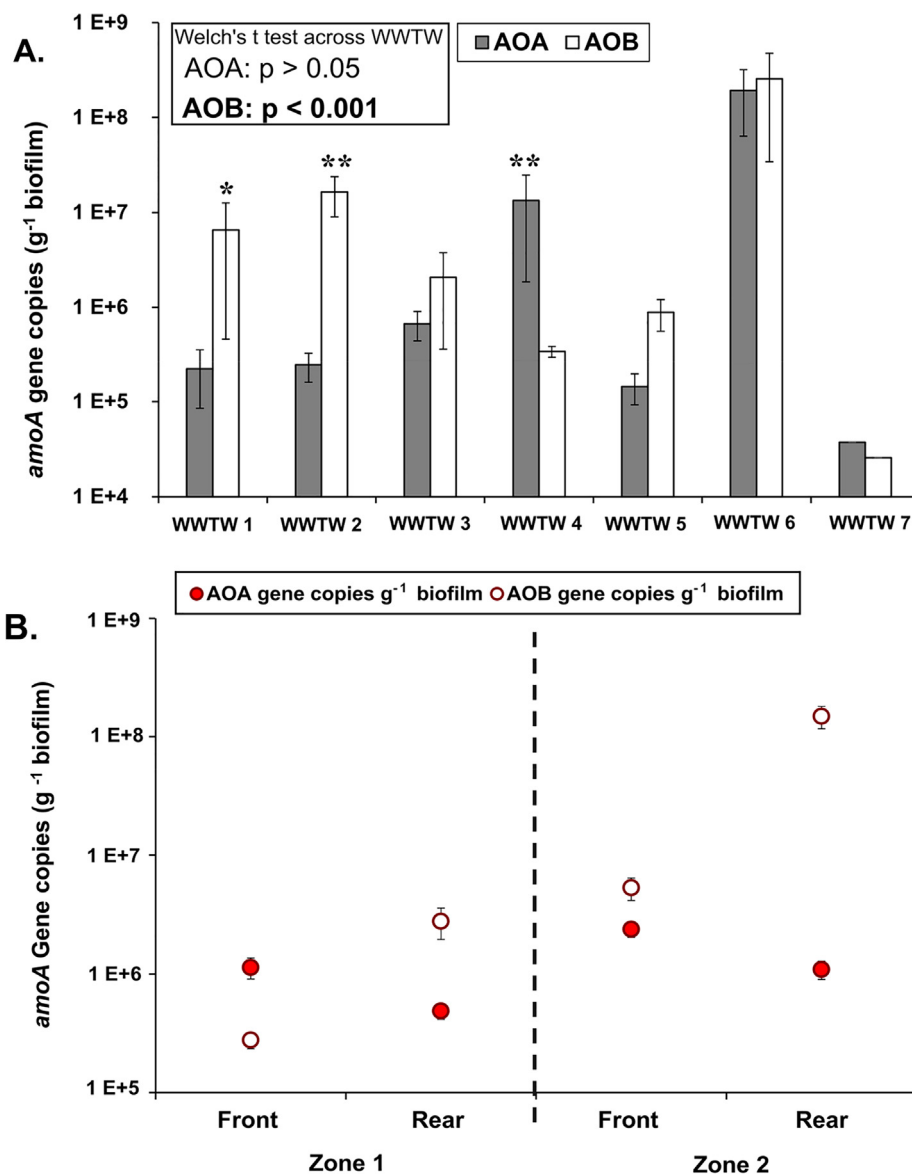 A.
Welch's t test across WWTW
AOA: p > 0.05
AOB: p < 0.001
AOA AOB
amoA gene copies (g-1 biofilm)
1 E+9
1 E+8
1 E+7
1 E+6
1 E+5
1 E+4
*
**
**
WWTW 1 WWTW 2 WWTW 3 WWTW 4 WWTW 5 WWTW 6 WWTW 7
B.
AOA gene copies g-1 biofilm AOB gene copies g-1 biofilm
amoA Gene copies (g -1 biofilm)
1 E+9
1 E+8
1 E+7
1 E+6
1 E+5
Front Rear Front Rear
Zone 1 Zone 2